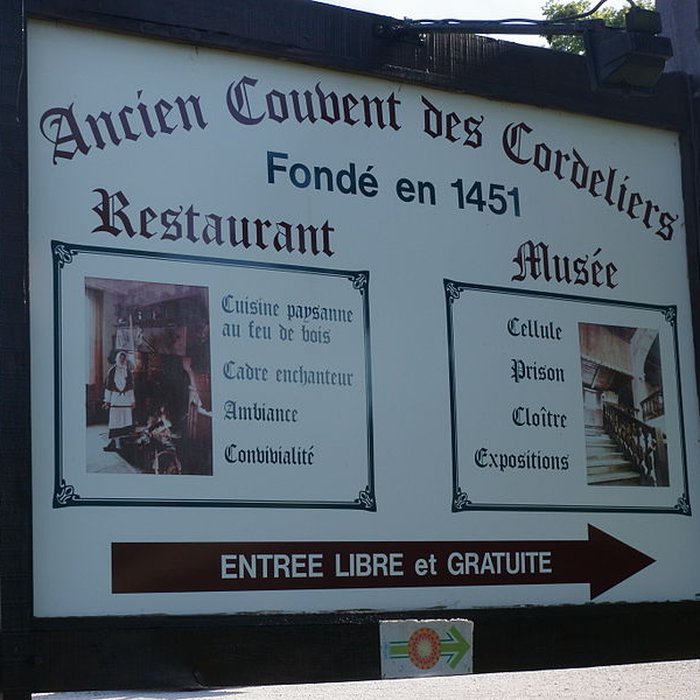 Ancien Couvent des Cordeliers
Fondé en 1451
Restaurant
Cuisine paysanne
au feu de bois
Cadre enchanteur
Ambiance
Convivialité
Musée
Cellule
Prison
Cloître
Expositions
ENTREE LIBRE et GRATUITE